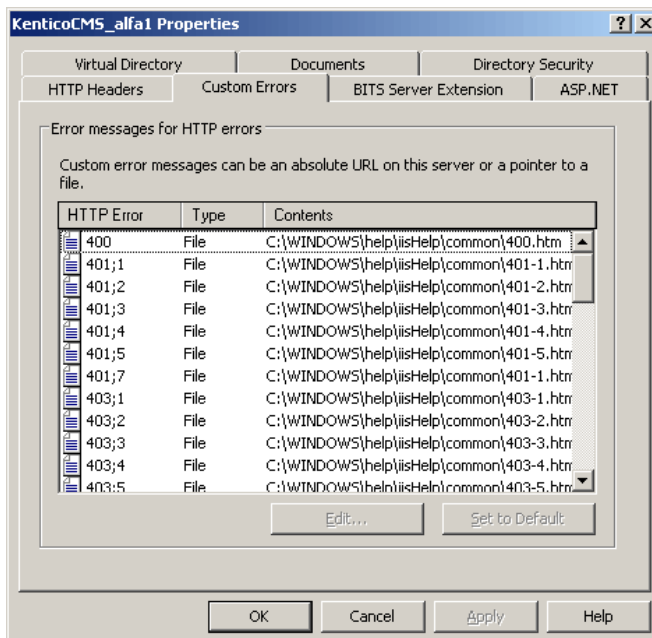 KenticoCMS_alfa1 Properties
Virtual Directory Documents Directory Security
HTTP Headers Custom Errors BITS Server Extension ASP.NET
Error messages for HTTP errors
Custom error messages can be an absolute URL on this server or a pointer to a
file.
HTTP Error Type Contents
400 File C:\WINDOWS\help\iisHelp\common\400.htm
401;1 File C:\WINDOWS\help\iisHelp\common\401-1.htm
401;2 File C:\WINDOWS\help\iisHelp\common\401-2.htm
401;3 File C:\WINDOWS\help\iisHelp\common\401-3.htm
401;4 File C:\WINDOWS\help\iisHelp\common\401-4.htm
401;5 File C:\WINDOWS\help\iisHelp\common\401-5.htm
401;7 File C:\WINDOWS\help\iisHelp\common\401-1.htm
403;1 File C:\WINDOWS\help\iisHelp\common\403-1.htm
403;2 File C:\WINDOWS\help\iisHelp\common\403-2.htm
403;3 File C:\WINDOWS\help\iisHelp\common\403-3.htm
403;4 File C:\WINDOWS\help\iisHelp\common\403-4.htm
403;5 File C:\WINDOWS\help\iisHelp\common\403-5.htm
Edit... Set to Default
OK Cancel Apply Help